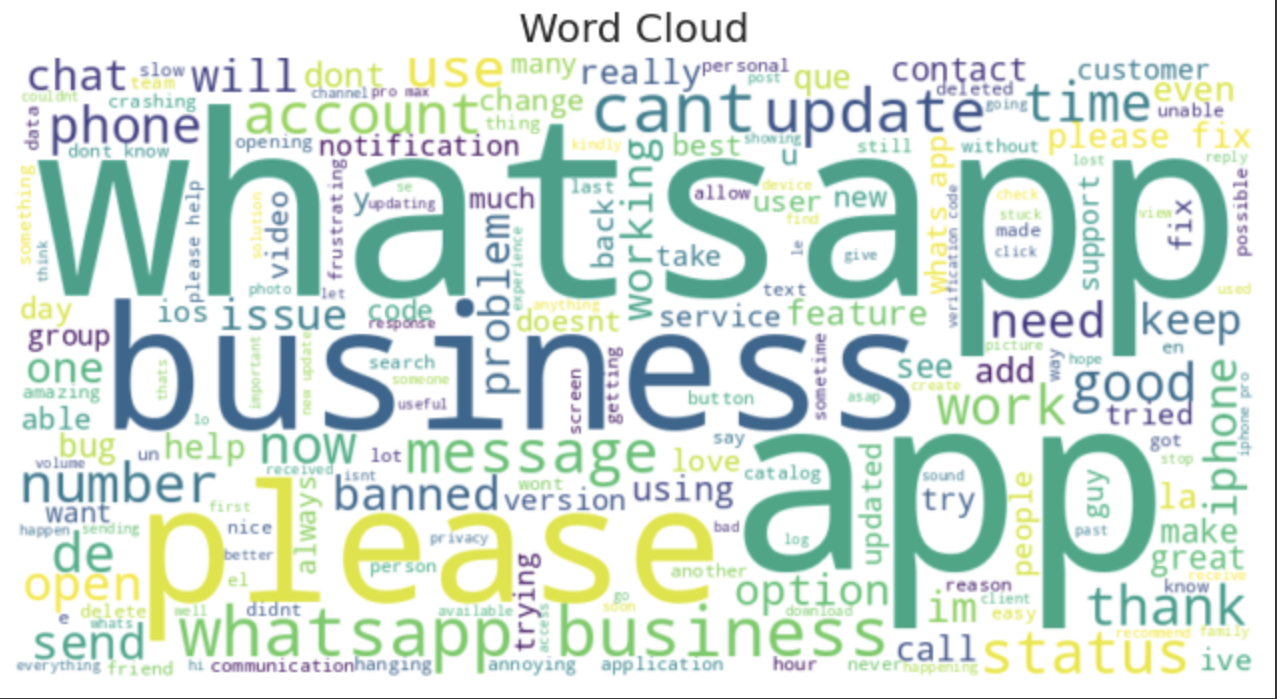 Word Cloud
chat slow will dont use many really personal que contact customer
team channel pro max post deleted even
couldnt crashing account change cant update going time unable
data phone thing please fix
dont know opening notification kindly best showing u still without lost reply
whatsapp
something think please help solution video frustrating y se updating much last back working allow device user new find whats app verification code check stuck made click support view fix possible
photo let experience take le give text used
day ios issue code problem anything doesnt service feature need keep
group response picture en
business
one thats important new update search someone screen getting sometime see add way hope good iphone iphone pro
amazing useful button create asap work tried
able lo
bug un help now lot message say love catalog got stop
volume received isnt wont updated sound
app
number banned version using try people guy la
want first always past make
happen sending nice bad log
please
de better privacy great
open el person trying another option reason know receive
e delete well didnt available go soon download im client easy thank
whats access
send whatsapp business call status recommend family
everything friend hi communication hanging annoying application hour never happening ive